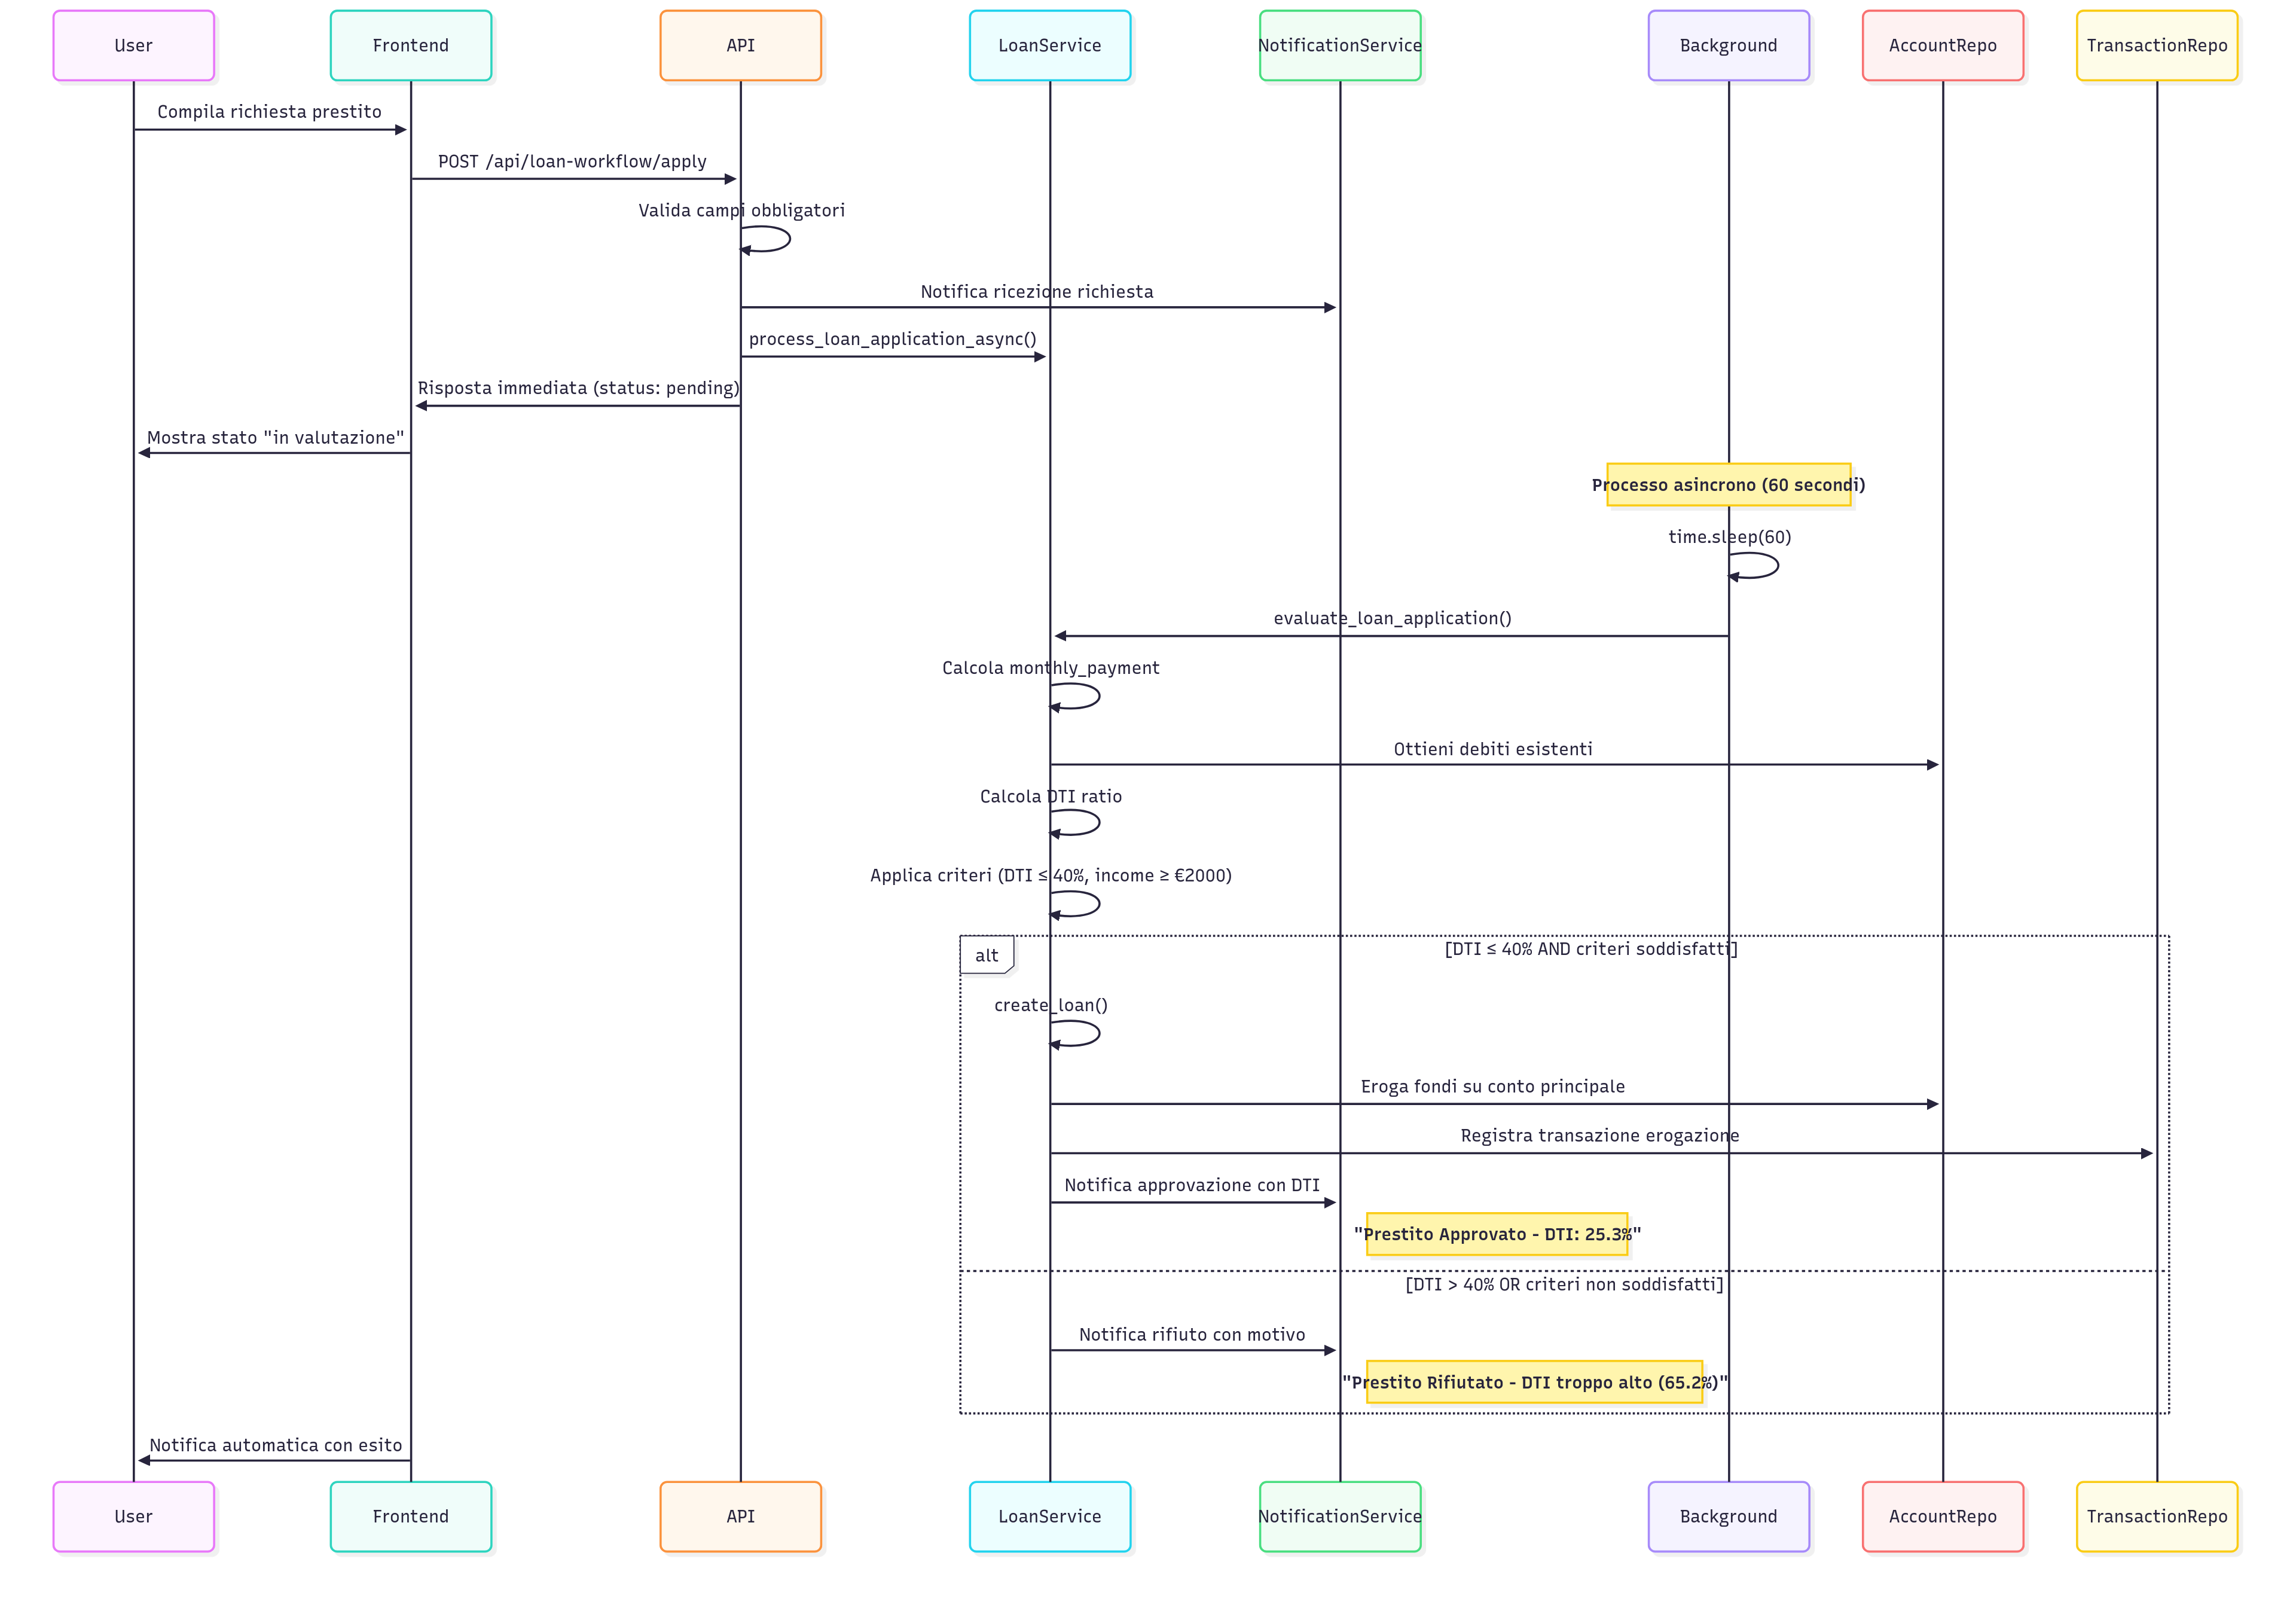 User
Frontend
API
LoanService
NotificationService
Background
AccountRepo
TransactionRepo
Compila richiesta prestito
POST /api/loan-workflow/apply
Valida campi obbligatori
Notifica ricezione richiesta
process_loan_application_async()
Risposta immediata (status: pending)
Mostra stato "in valutazione"
Processo asincrono (60 secondi)
time.sleep(60)
evaluate_loan_application()
Calcola monthly_payment
Ottieni debiti esistenti
Calcola DTI ratio
Applica criteri (DTI ≤ 40%, income ≥ €2000)
alt
[DTI ≤ 40% AND criteri soddisfatti]
create_loan()
Eroga fondi su conto principale
Registra transazione erogazione
Notifica approvazione con DTI
"Prestito Approvato - DTI: 25.3%"
[DTI > 40% OR criteri non soddisfatti]
Notifica rifiuto con motivo
"Prestito Rifiutato - DTI troppo alto (65.2%)"
Notifica automatica con esito
User
Frontend
API
LoanService
NotificationService
Background
AccountRepo
TransactionRepo